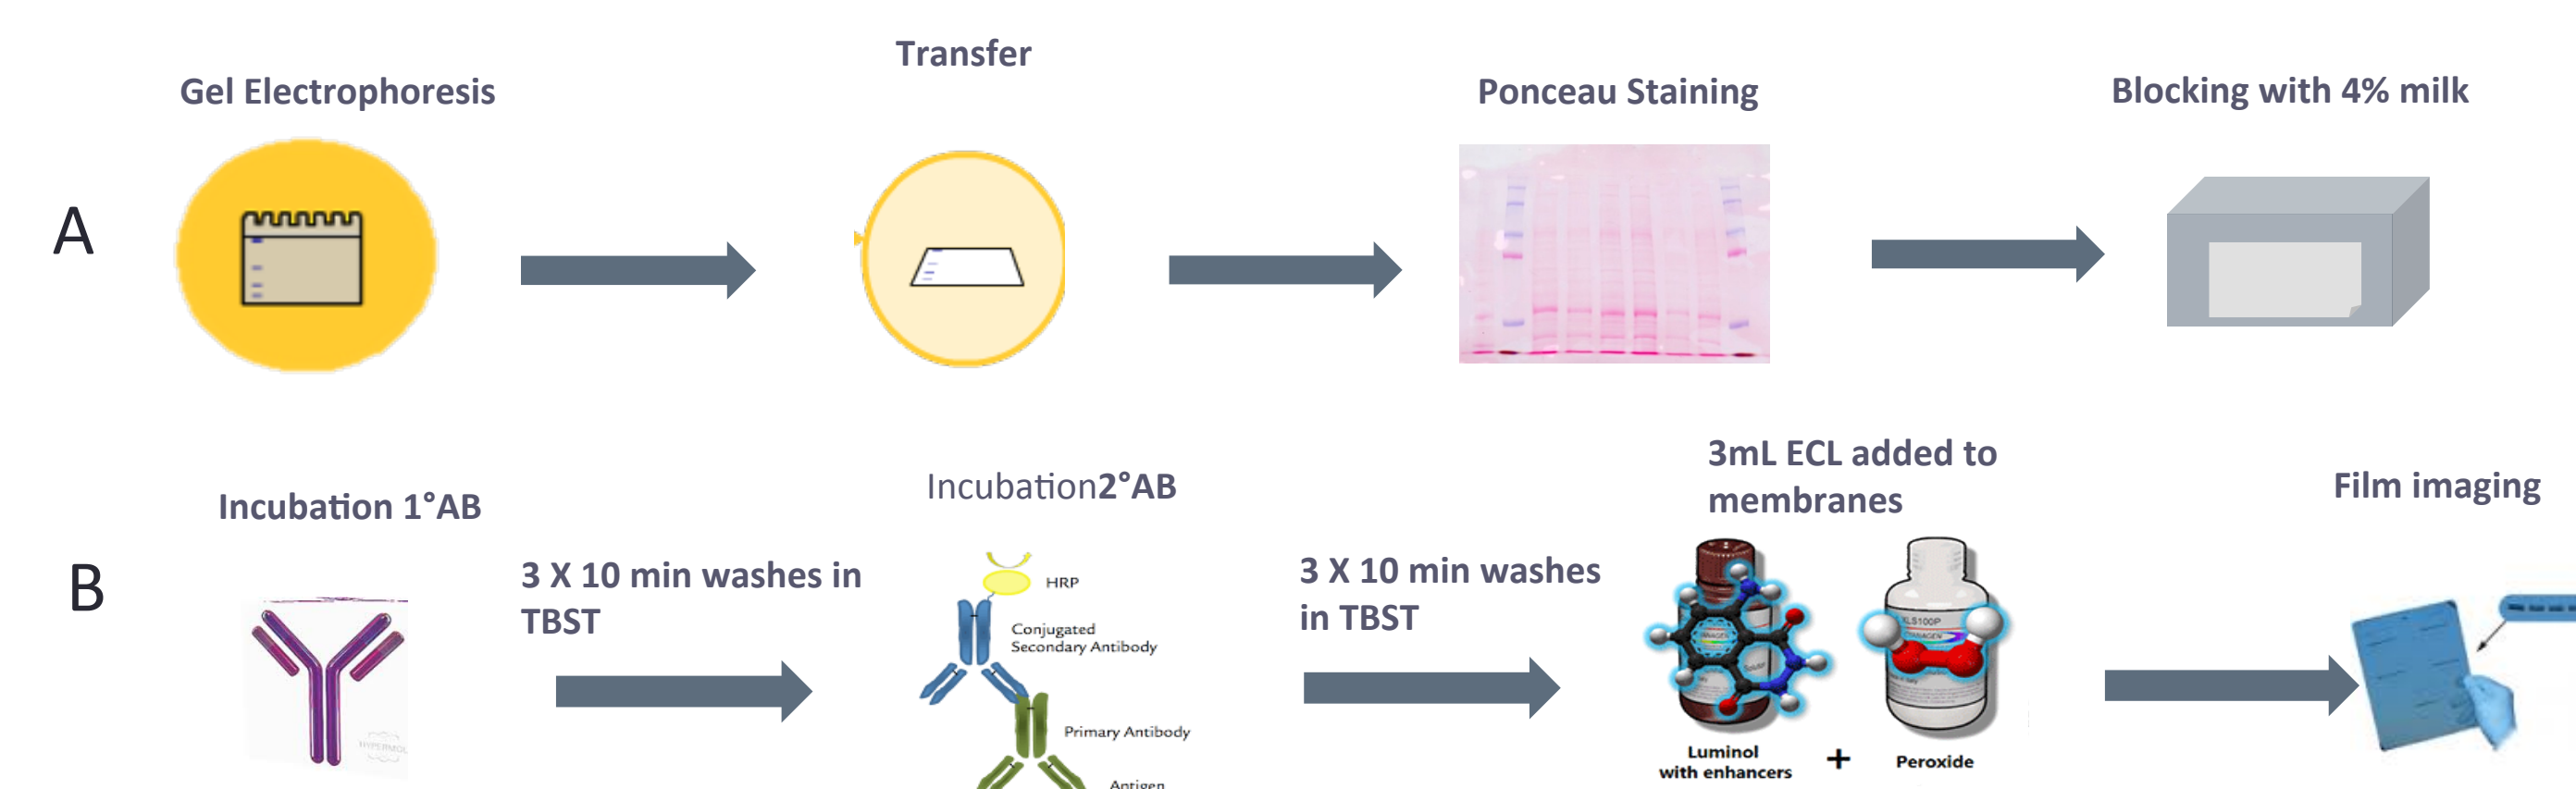 Transfer
Gel Electrophoresis
Ponceau Staining
Blocking with 4% milk
A
3mL ECL added to
membranes
Incubation 1°AB
Incubation2°AB
Film imaging
B
3 X 10 min washes in
TBST
3 X 10 min washes
in TBST
HRP
Conjugated
Secondary Antibody
Primary Antibody
Antigen
XLS100P
CYANAGEN
Luminol
with enhancers
+
Peroxide